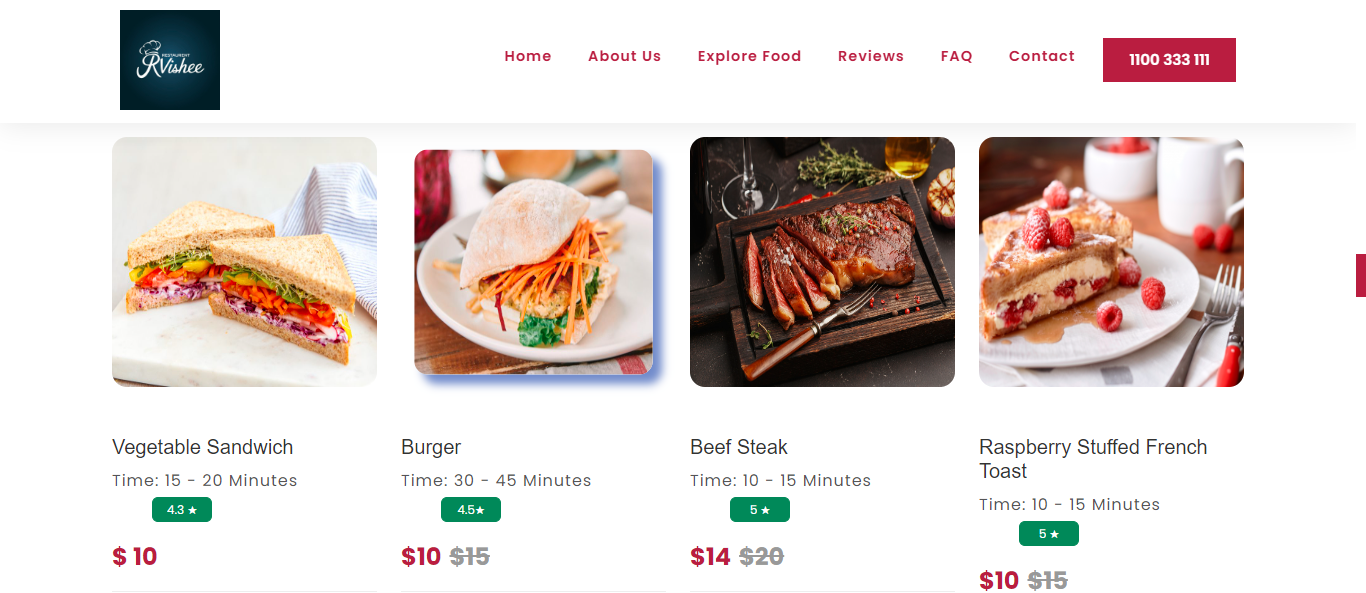 RESTAURANT
RVishee
Home About Us Explore Food Reviews FAQ Contact 1100 333 111
Vegetable Sandwich
Time: 15 - 20 Minutes
4.3 ★
$ 10
Burger
Time: 30 - 45 Minutes
4.5★
$10 $15
Beef Steak
Time: 10 - 15 Minutes
5 ★
$14 $20
Raspberry Stuffed French
Toast
Time: 10 - 15 Minutes
5 ★
$10 $15